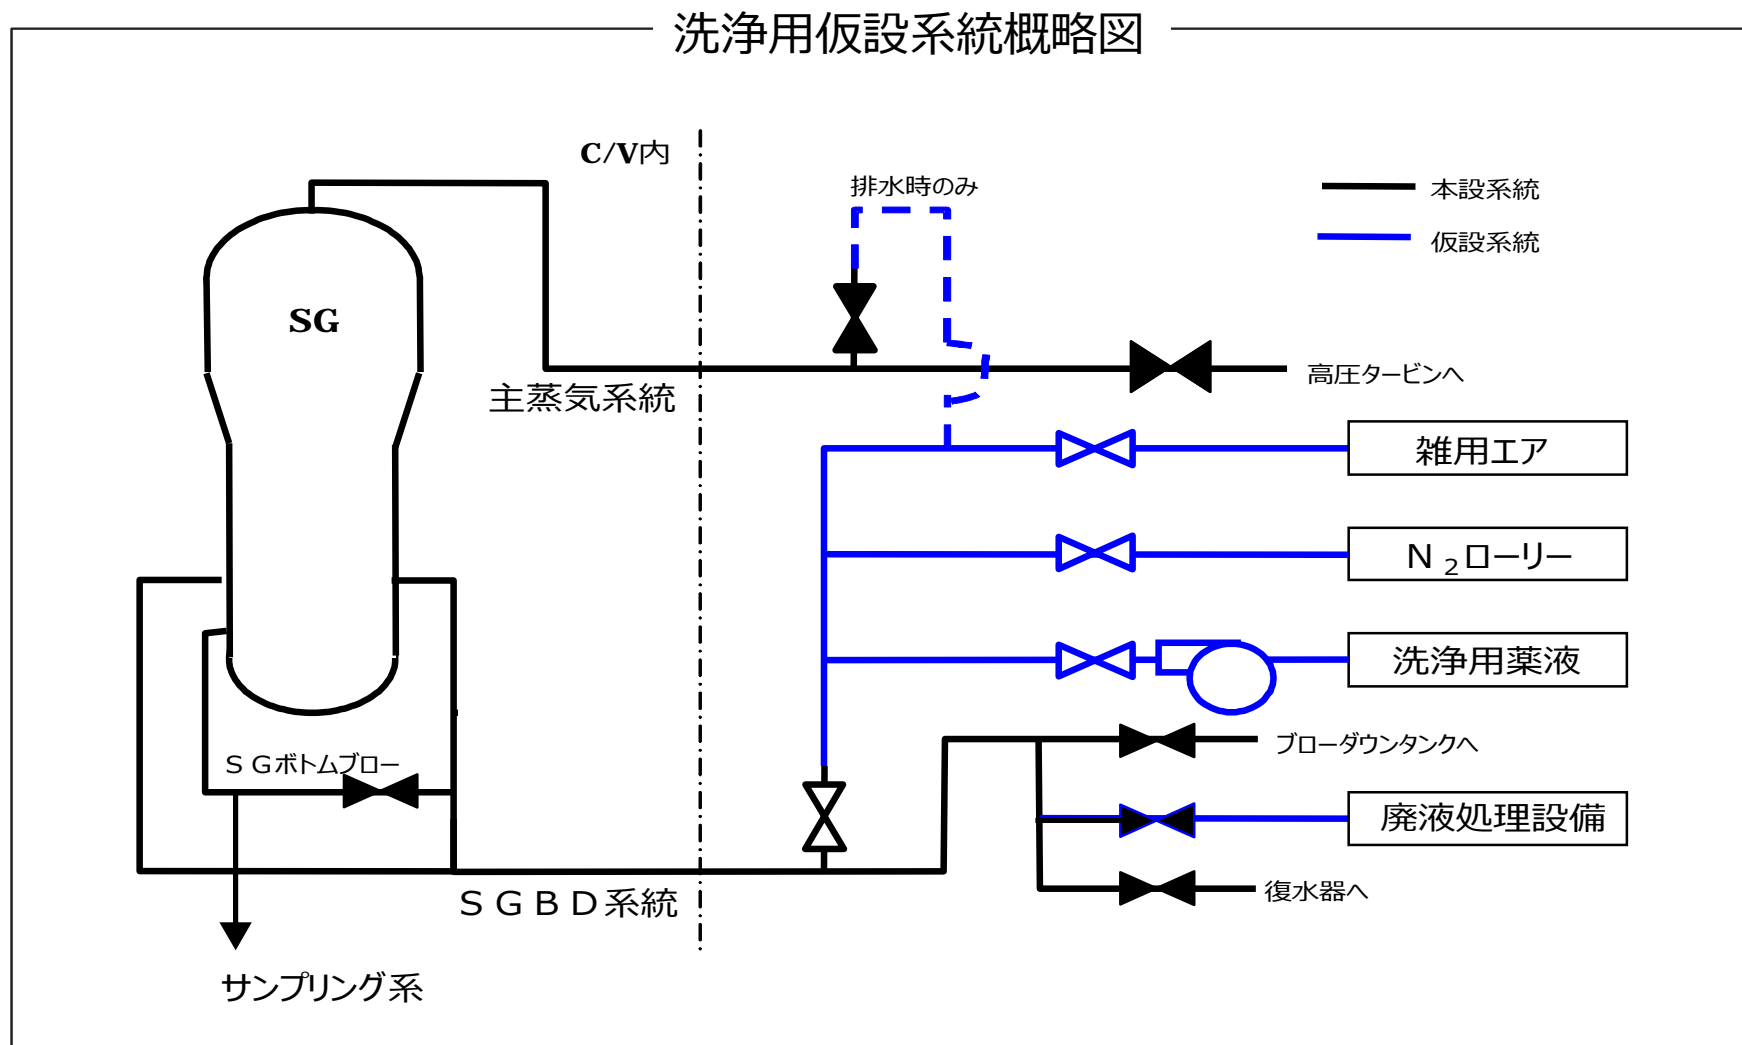 洗浄用仮設系統概略図
C/V内
排水時のみ
本設系統
仮設系統
SG
高圧タービンへ
主蒸気系統
雑用エア
N₂ローリー
洗浄用薬液
ブローダウンタンクへ
SGボトムブロー
廃液処理設備
復水器へ
SGBD系統
サンプリング系